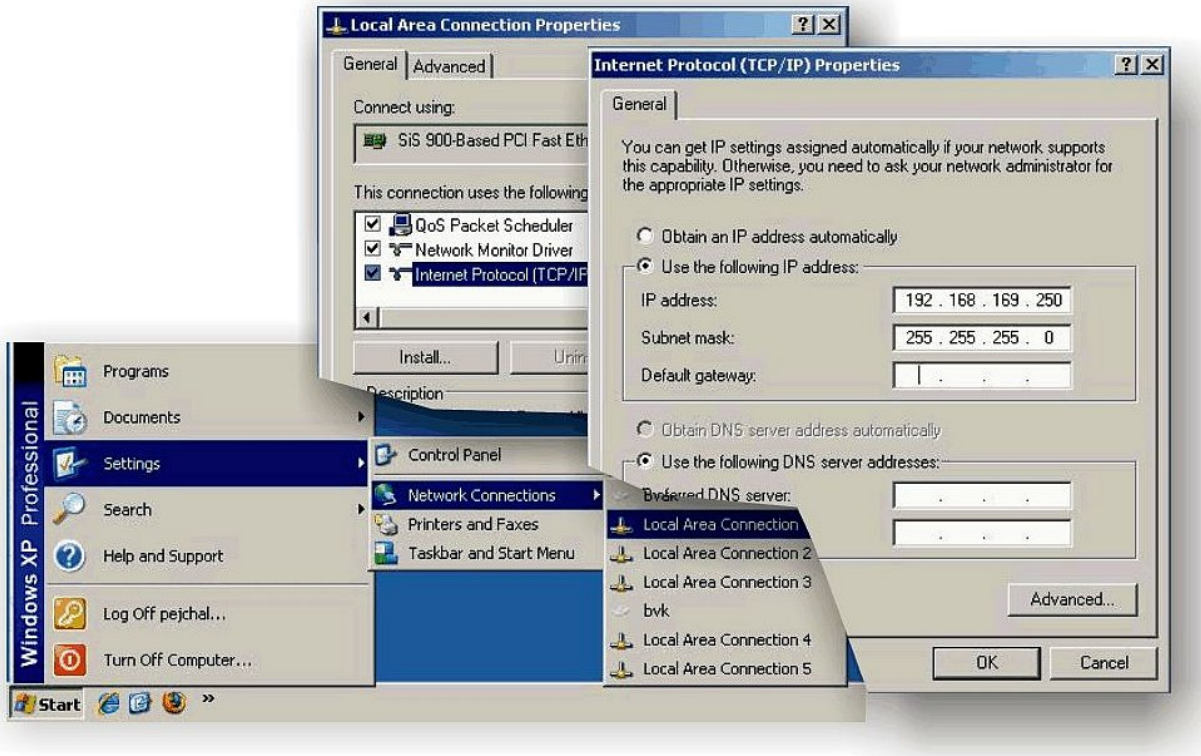 Local Area Connection Properties
General Advanced
Connect using:
SiS 900-Based PCI Fast Eth
This connection uses the following
QoS Packet Scheduler
Network Monitor Driver
Internet Protocol (TCP/IP
Install...
Unin
Description
Internet Protocol (TCP/IP) Properties
General
You can get IP settings assigned automatically if your network supports
this capability. Otherwise, you need to ask your network administrator for
the appropriate IP settings.
Obtain an IP address automatically
Use the following IP address:
IP address: 192 . 168 . 169 . 250
Subnet mask: 255 . 255 . 255 . 0
Default gateway: . . .
Obtain DNS server address automatically
Use the following DNS server addresses:
DNS server: . . .
. . .
Advanced...
OK Cancel
Windows XP Professional
Programs
Documents
Settings
Search
Help and Support
Log Off pejchal...
Turn Off Computer...
Start »
Control Panel
Network Connections
Printers and Faxes
Taskbar and Start Menu
Local Area Connection
Local Area Connection 2
Local Area Connection 3
bvk
Local Area Connection 4
Local Area Connection 5